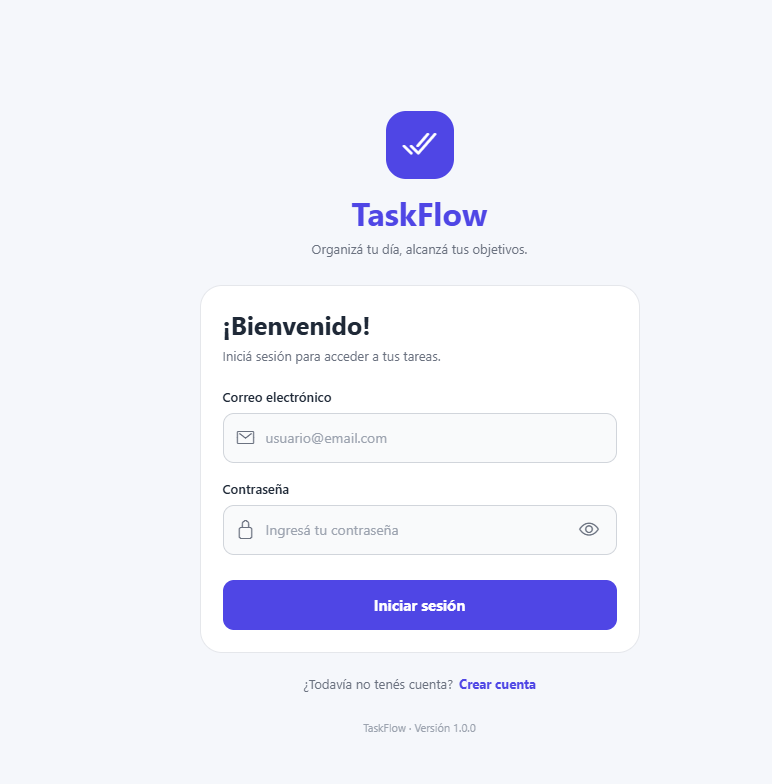 TaskFlow
Organizá tu día, alcanzá tus objetivos.
¡Bienvenido!
Iniciá sesión para acceder a tus tareas.
Correo electrónico
usuario@email.com
Contraseña
Ingresá tu contraseña
Iniciar sesión
¿Todavía no tenés cuenta? Crear cuenta
TaskFlow · Versión 1.0.0